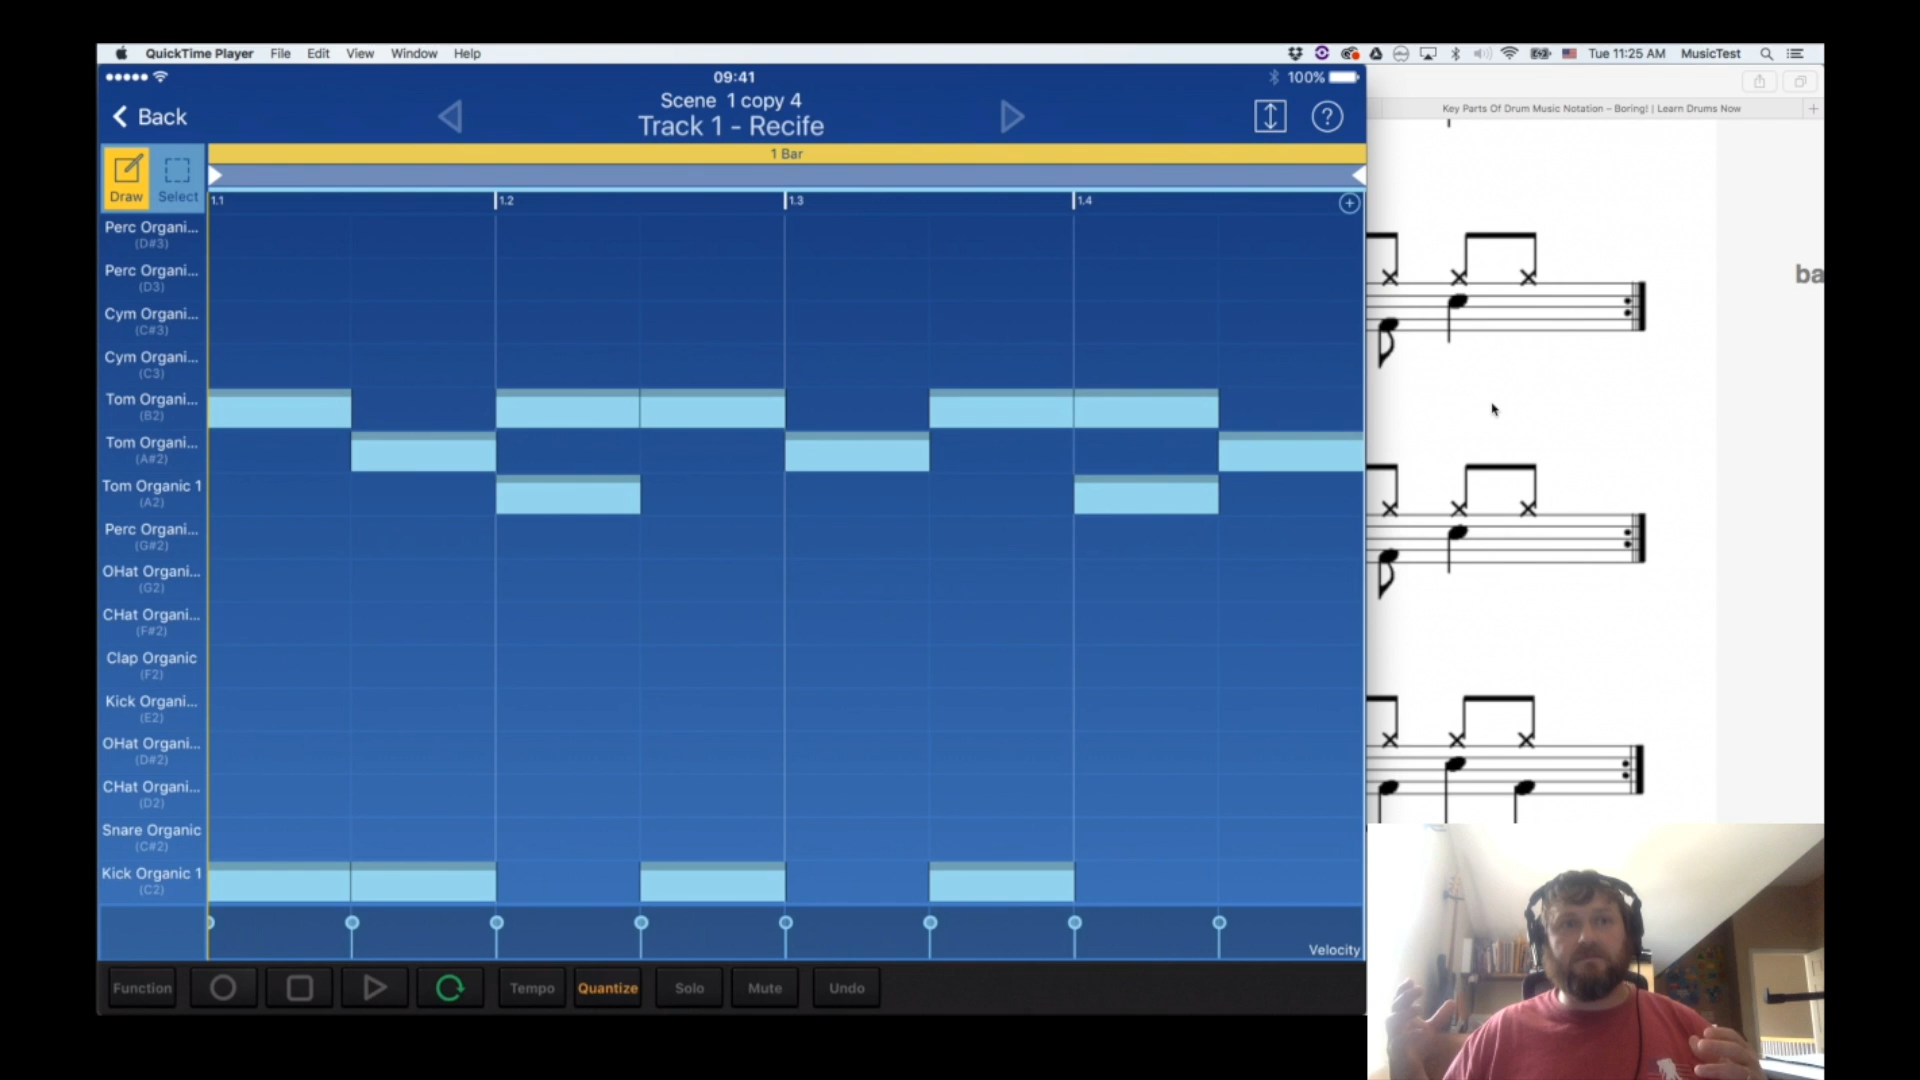 QuickTime Player File Edit View Window Help
Tue 11:25 AM MusicTest
09:41
100%
Scene 1 copy 4
Back
Track 1 - Recife
Key Parts Of Drum Music Notation – Boring! | Learn Drums Now
1 Bar
Draw Select
1.1 1.2 1.3 1.4
Perc Organi...
(D#3)
Perc Organi...
(D3)
Cym Organi...
(C#3)
Cym Organi...
(C3)
Tom Organi...
(B2)
Tom Organi...
(A#2)
Tom Organic 1
(A2)
Perc Organi...
(G#2)
OHat Organi...
(G2)
CHat Organi...
(F#2)
Clap Organic
(F2)
Kick Organi...
(E2)
OHat Organi...
(D#2)
CHat Organi...
(D2)
Snare Organic
(C#2)
Kick Organic 1
(C2)
ba
Velocity
Function Tempo Quantize Solo Mute Undo